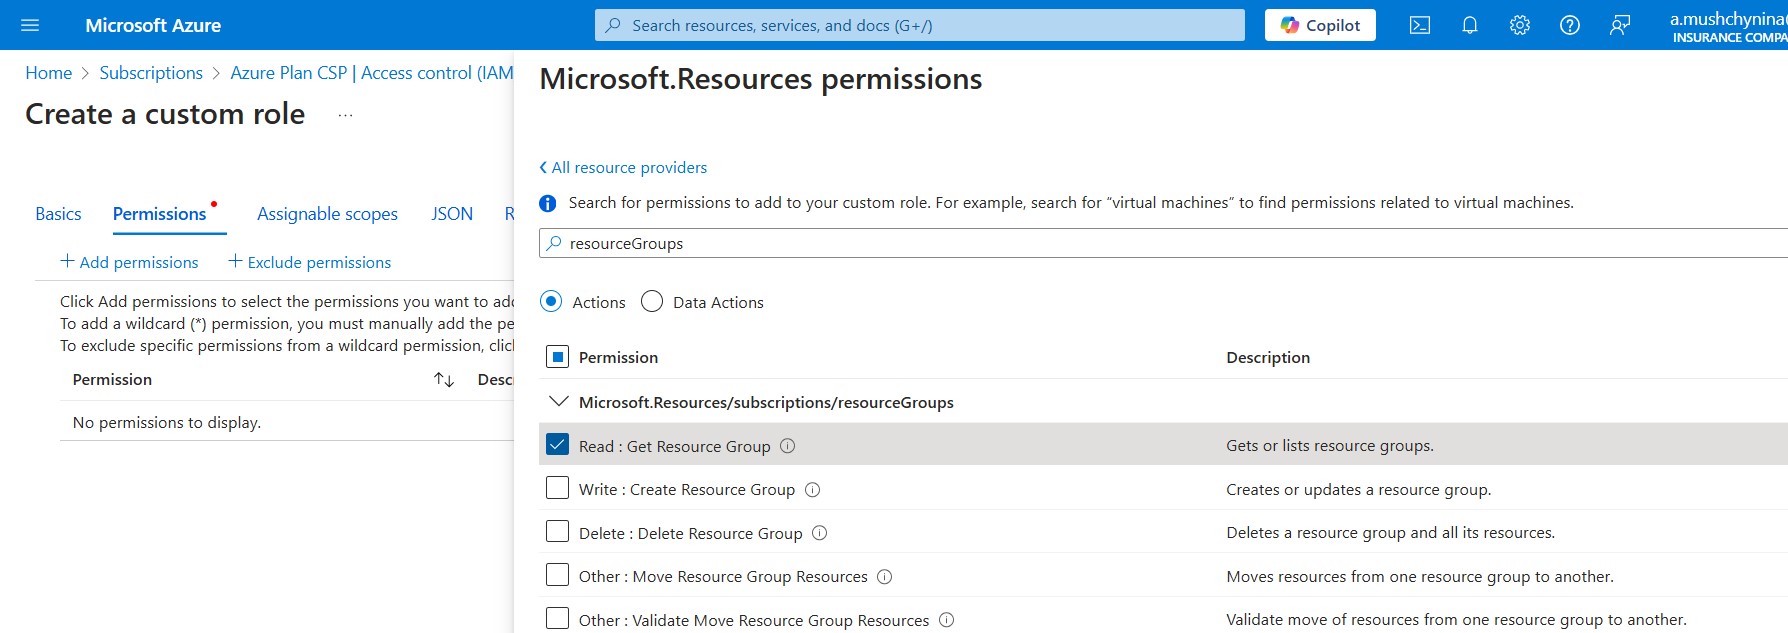 Microsoft Azure
Search resources, services, and docs (G+/)
Copilot
a.mushchynina
INSURANCE COMPA
Home > Subscriptions > Azure Plan CSP | Access control (IAM
Create a custom role ...
Basics Permissions Assignable scopes JSON R
+ Add permissions + Exclude permissions
Click Add permissions to select the permissions you want to add
To add a wildcard (*) permission, you must manually add the pe
To exclude specific permissions from a wildcard permission, clic
Permission ↑↓ Desc
No permissions to display.
Microsoft.Resources permissions
< All resource providers
Search for permissions to add to your custom role. For example, search for “virtual machines” to find permissions related to virtual machines.
resourceGroups
Actions Data Actions
Permission Description
Microsoft.Resources/subscriptions/resourceGroups
Read : Get Resource Group Gets or lists resource groups.
Write : Create Resource Group Creates or updates a resource group.
Delete : Delete Resource Group Deletes a resource group and all its resources.
Other : Move Resource Group Resources Moves resources from one resource group to another.
Other : Validate Move Resource Group Resources Validate move of resources from one resource group to another.